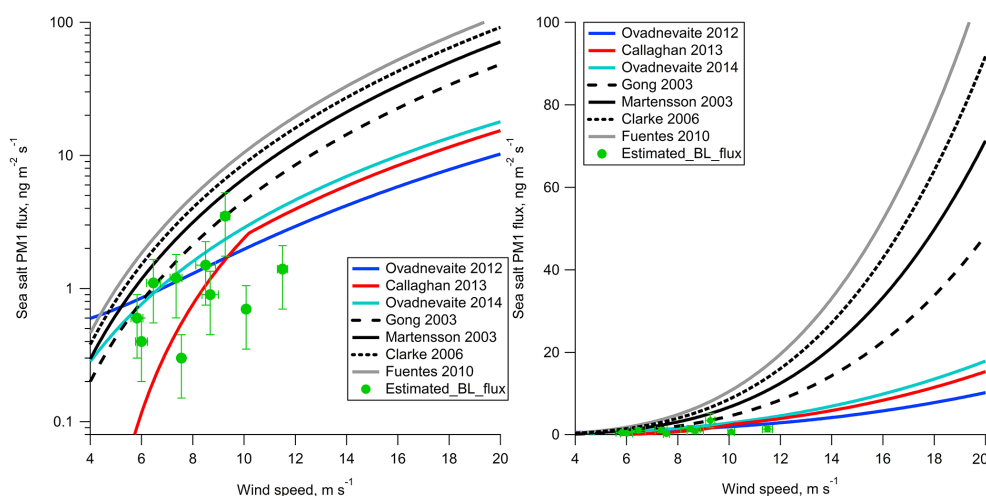 100
10
1
0.1
Sea salt PM1 flux, ng m⁻² s⁻¹
4 6 8 10 12 14 16 18 20
Wind speed, m s⁻¹
Ovadnevaite 2012
Callaghan 2013
Ovadnevaite 2014
Gong 2003
Martensson 2003
Clarke 2006
Fuentes 2010
Estimated_BL_flux
100
80
60
40
20
0
Sea salt PM1 flux, ng m⁻² s⁻¹
4 6 8 10 12 14 16 18 20
Wind speed, m s⁻¹
Ovadnevaite 2012
Callaghan 2013
Ovadnevaite 2014
Gong 2003
Martensson 2003
Clarke 2006
Fuentes 2010
Estimated_BL_flux